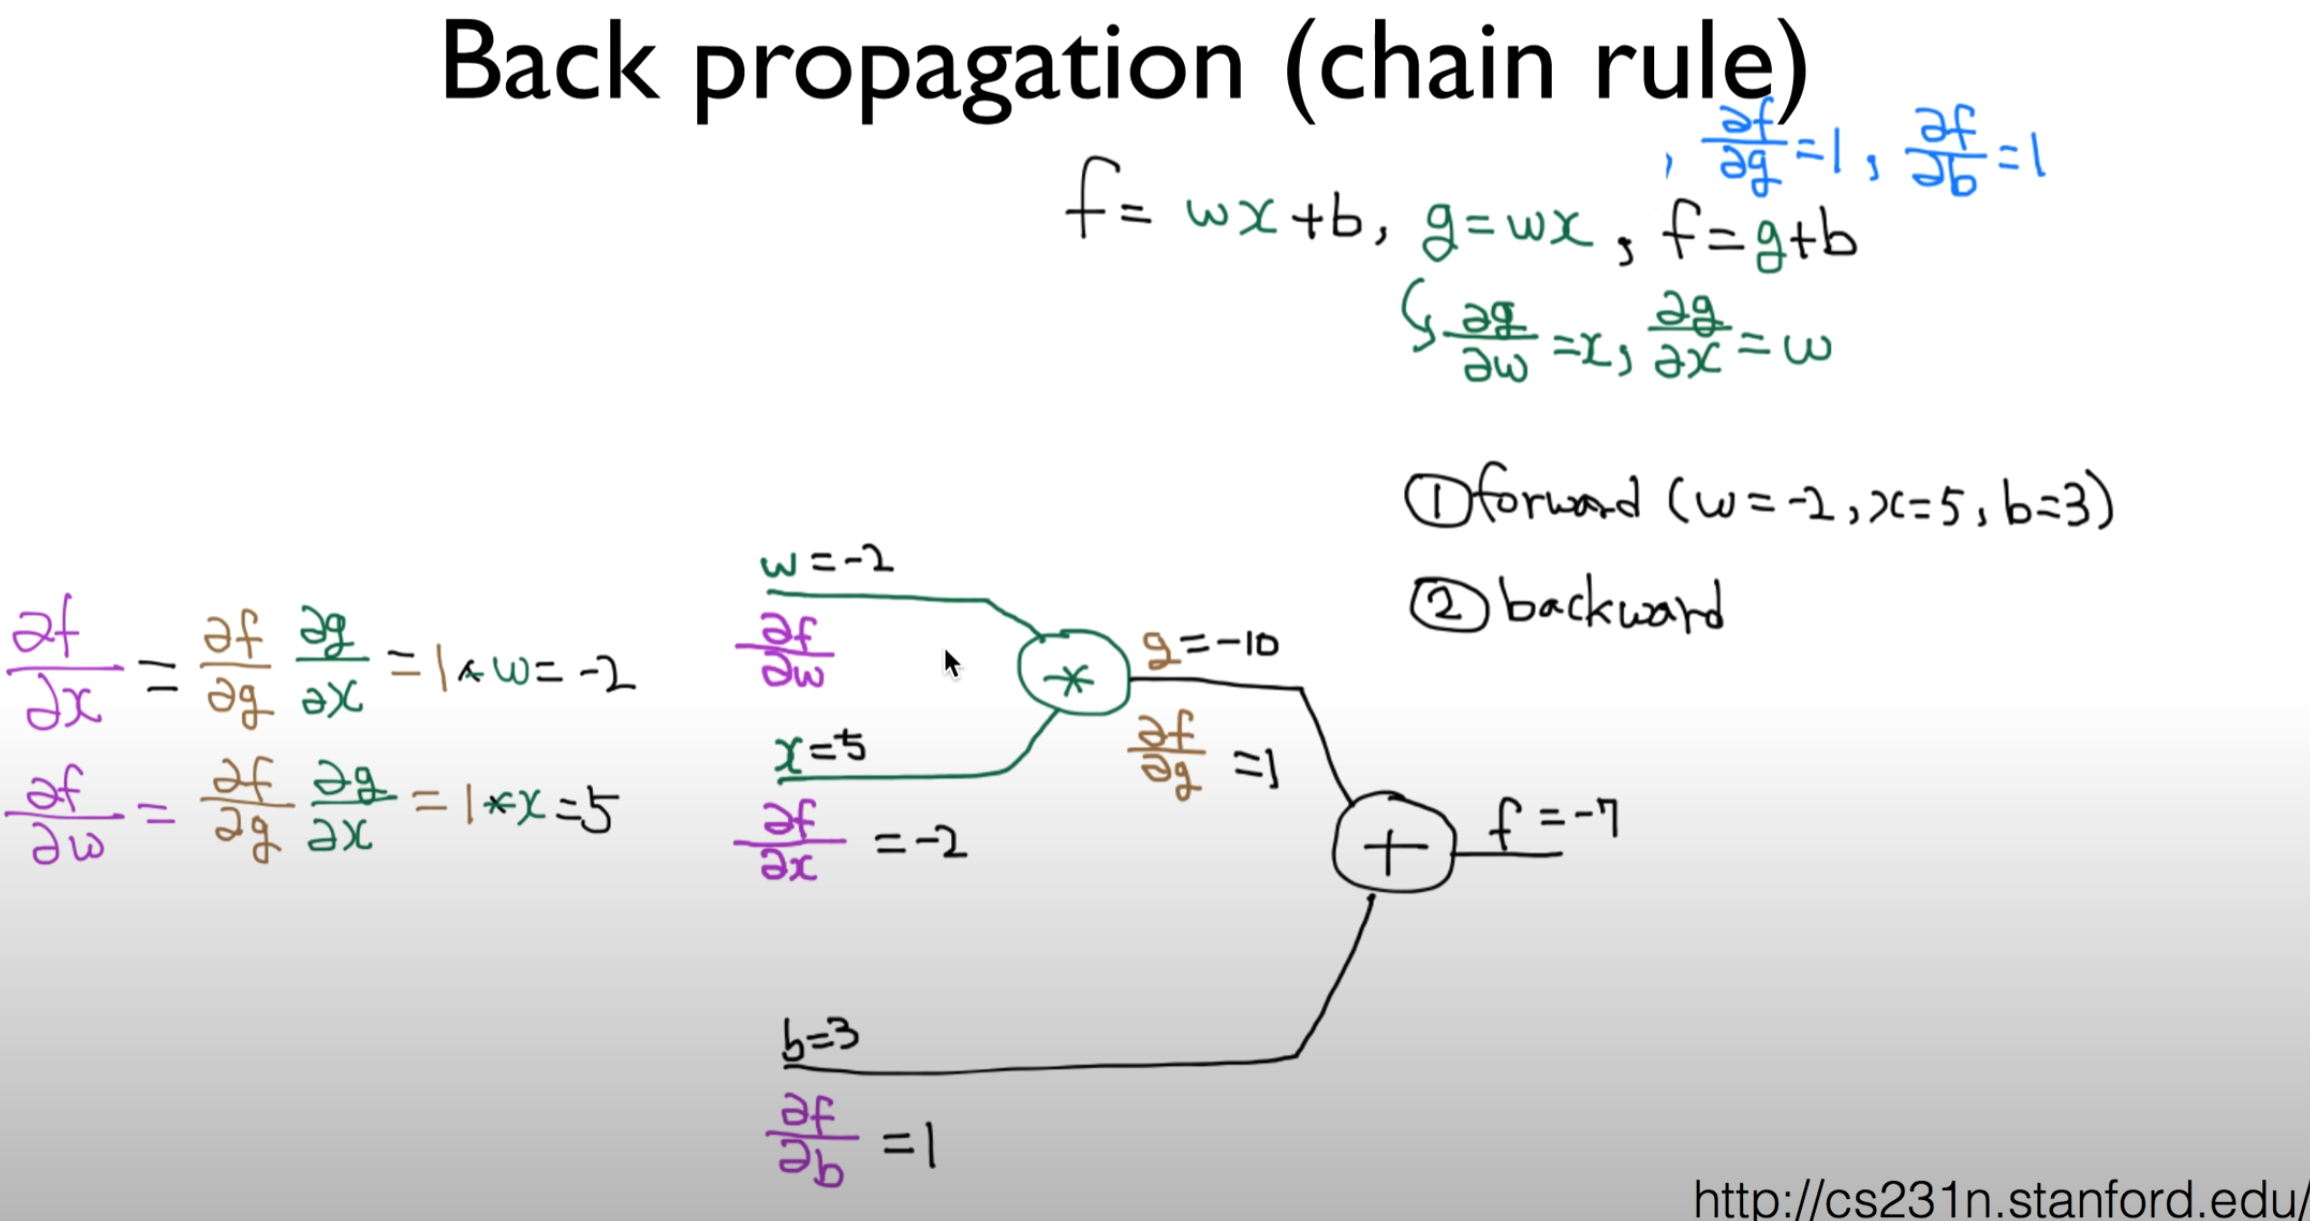 Back propagation (chain rule)
, ∂f/∂g = 1, ∂f/∂b = 1
f = wx + b, g = wx, f = g + b
↳ ∂g/∂w = x, ∂g/∂x = w
① forward (w = -2, x = 5, b = 3)
② backward
∂f/∂x = ∂f/∂g ∂g/∂x = 1 * w = -2
∂f/∂w = ∂f/∂g ∂g/∂x = 1 * x = 5
w = -2
∂f/∂w
*
g = -10
∂f/∂g = 1
x = 5
∂f/∂x = -2
+
f = -7
b = 3
∂f/∂b = 1
http://cs231n.stanford.edu/